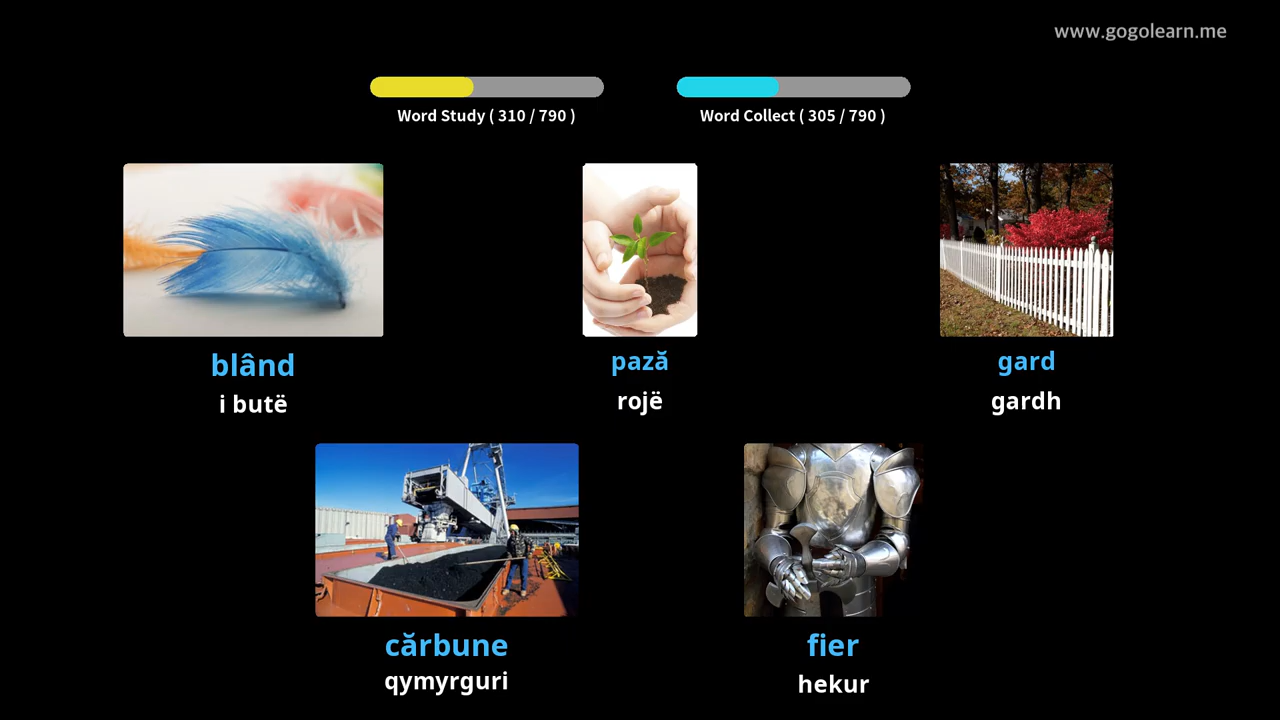 www.gogolearn.me
Word Study ( 310 / 790 )
Word Collect ( 305 / 790 )
blând
i butë
pază
rojë
gard
gardh
cărbune
qymyrguri
fier
hekur